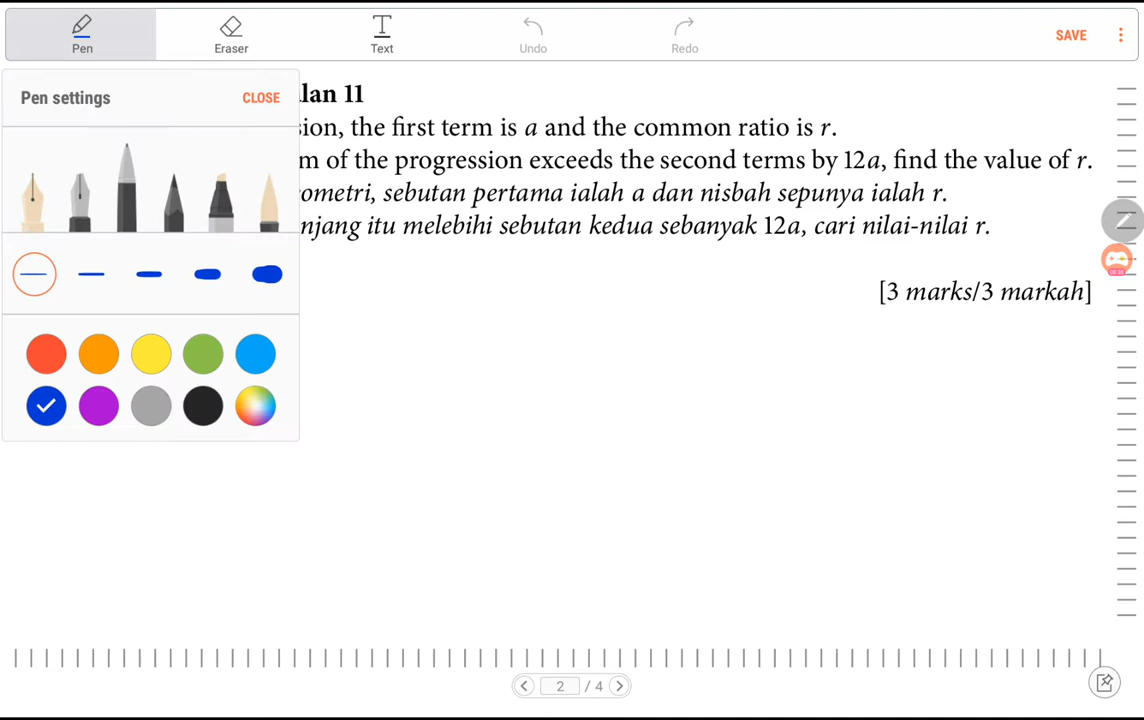 Pen
Eraser
Text
Undo
Redo
SAVE
Pen settings
CLOSE
lan 11
sion, the first term is a and the common ratio is r.
m of the progression exceeds the second terms by 12a, find the value of r.
ometri, sebutan pertama ialah a dan nisbah sepunya ialah r.
njang itu melebihi sebutan kedua sebanyak 12a, cari nilai-nilai r.
[3 marks/3 markah]
2 / 4